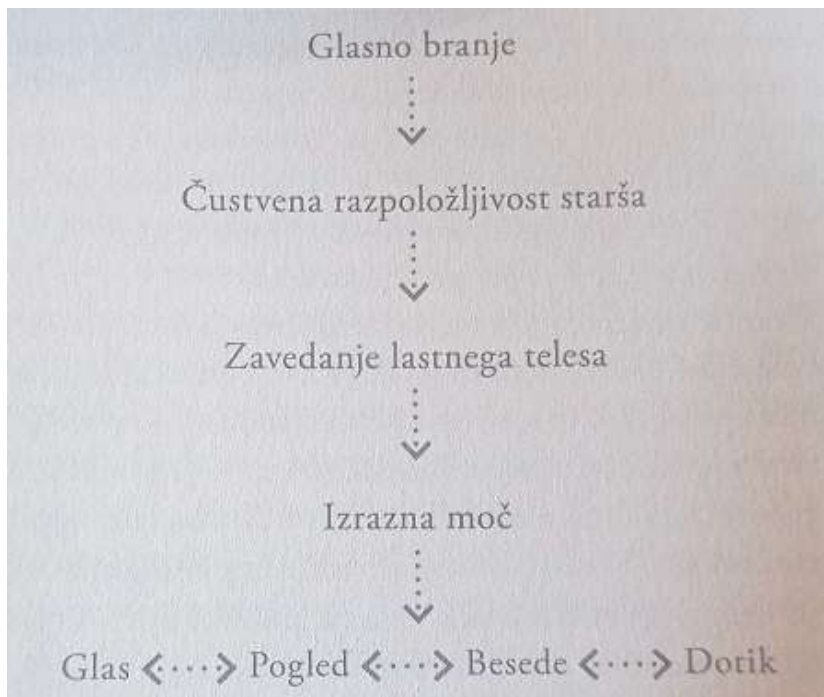 Glasno branje
Čustvena razpoložljivost starša
Zavedanje lastnega telesa
Izrazna moč
Glas Pogled Besede Dotik